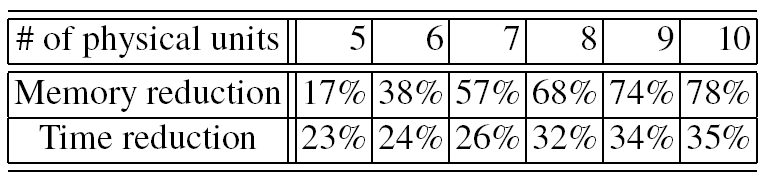 # of physical units 5 6 7 8 9 10
Memory reduction 17% 38% 57% 68% 74% 78%
Time reduction 23% 24% 26% 32% 34% 35%